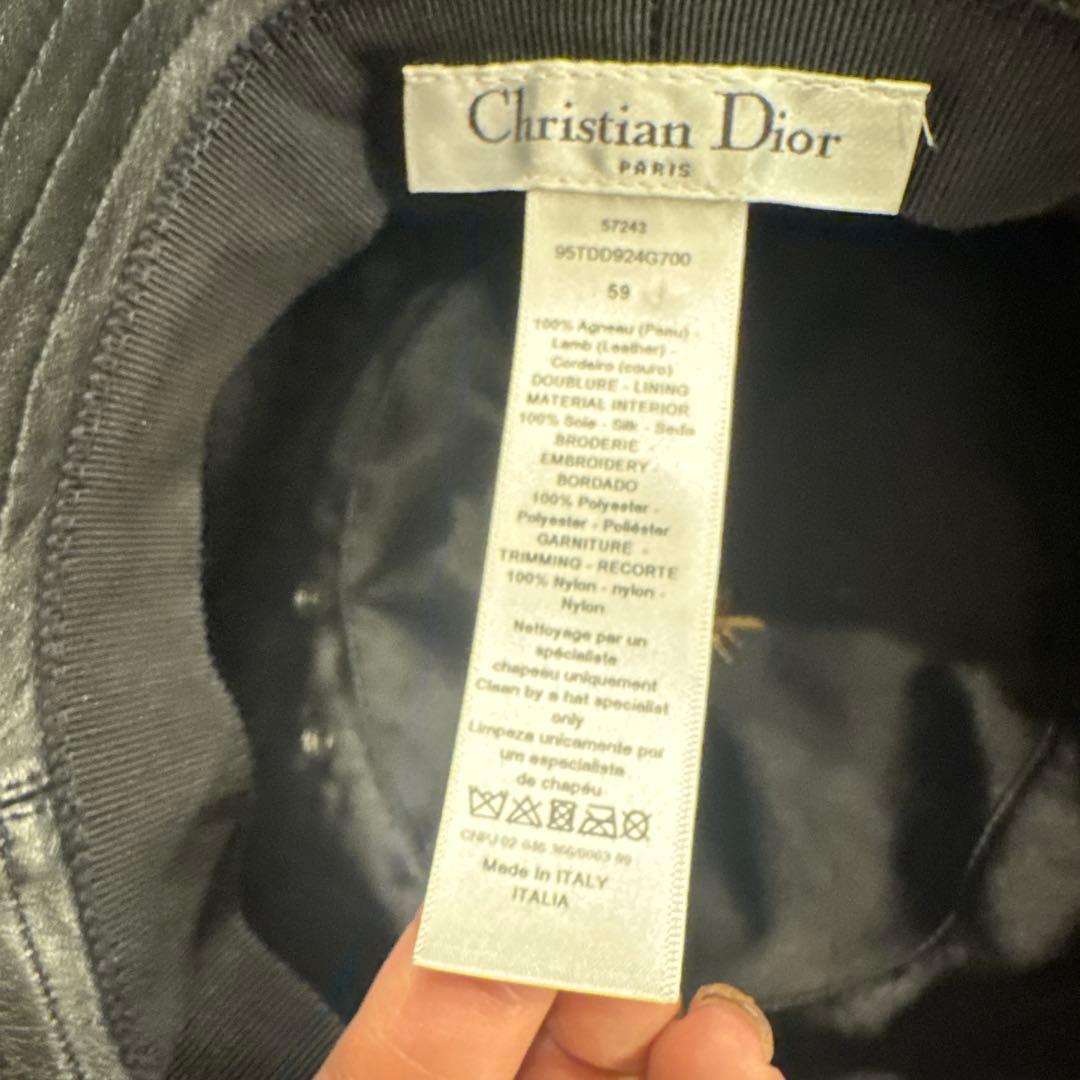 Christian Dior
PARIS
57243
95TDD924G700
59
100% Agneau (Peau) -
Lamb (Leather) -
Cordeiro (couro)
DOUBLURE - LINING
MATERIAL INTERIOR
100% Soie - Silk - Seda
BRODERIE -
EMBROIDERY -
BORDADO
100% Polyester -
Polyester - Poliéster
GARNITURE -
TRIMMING - RECORTE
100% Nylon - nylon -
Nylon
Nettoyage par un
spécialiste
chapeau uniquement
Clean by a hat specialist
only
Limpeza unicamente por
um especialista
de chapéu
CNPJ 02
Made in ITALY
ITALIA